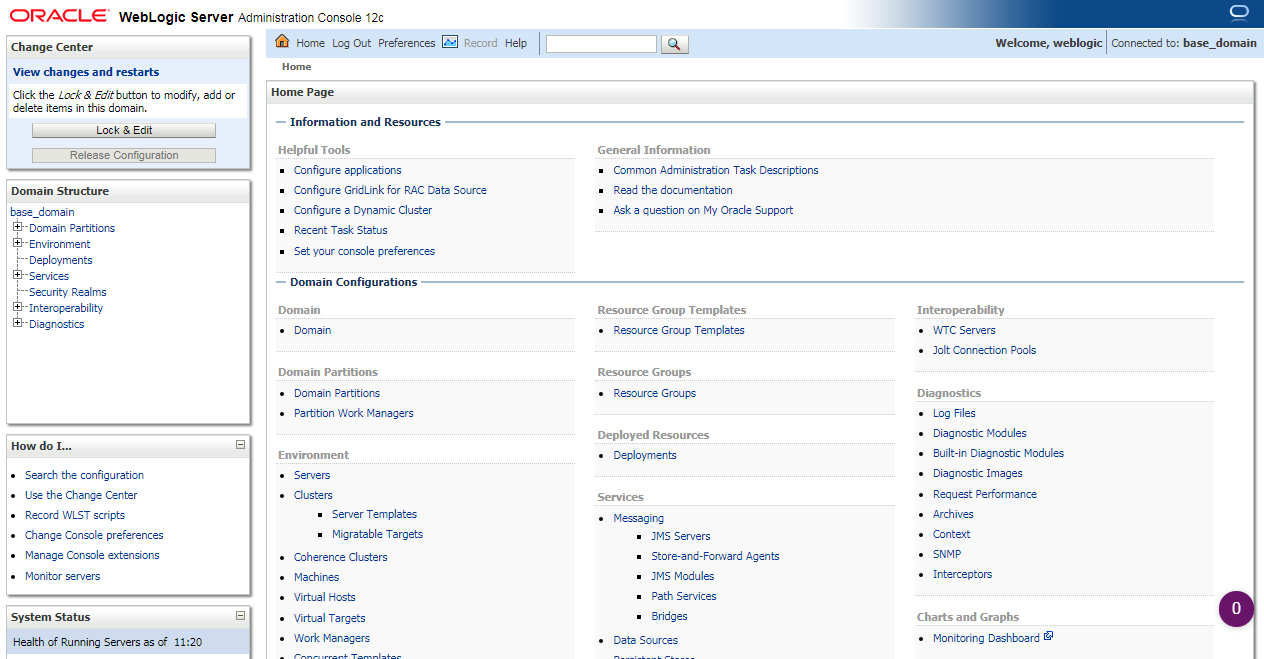 ORACLE WebLogic Server Administration Console 12c
Change Center
View changes and restarts
Click the Lock & Edit button to modify, add or
delete items in this domain.
Lock & Edit
Release Configuration
Domain Structure
base_domain
Domain Partitions
Environment
Deployments
Services
Security Realms
Interoperability
Diagnostics
How do I...
Search the configuration
Use the Change Center
Record WLST scripts
Change Console preferences
Manage Console extensions
Monitor servers
System Status
Health of Running Servers as of 11:20
Home Log Out Preferences Record Help
Welcome, weblogic Connected to: base_domain
Home
Home Page
Information and Resources
Helpful Tools
Configure applications
Configure GridLink for RAC Data Source
Configure a Dynamic Cluster
Recent Task Status
Set your console preferences
General Information
Common Administration Task Descriptions
Read the documentation
Ask a question on My Oracle Support
Domain Configurations
Domain
Domain
Domain Partitions
Domain Partitions
Partition Work Managers
Environment
Servers
Clusters
Server Templates
Migratable Targets
Coherence Clusters
Machines
Virtual Hosts
Virtual Targets
Work Managers
Concurrent Templates
Resource Group Templates
Resource Group Templates
Resource Groups
Resource Groups
Deployed Resources
Deployments
Services
Messaging
JMS Servers
Store-and-Forward Agents
JMS Modules
Path Services
Bridges
Data Sources
Persistent Stores
Interoperability
WTC Servers
Jolt Connection Pools
Diagnostics
Log Files
Diagnostic Modules
Built-in Diagnostic Modules
Diagnostic Images
Request Performance
Archives
Context
SNMP
Interceptors
Charts and Graphs
Monitoring Dashboard
0